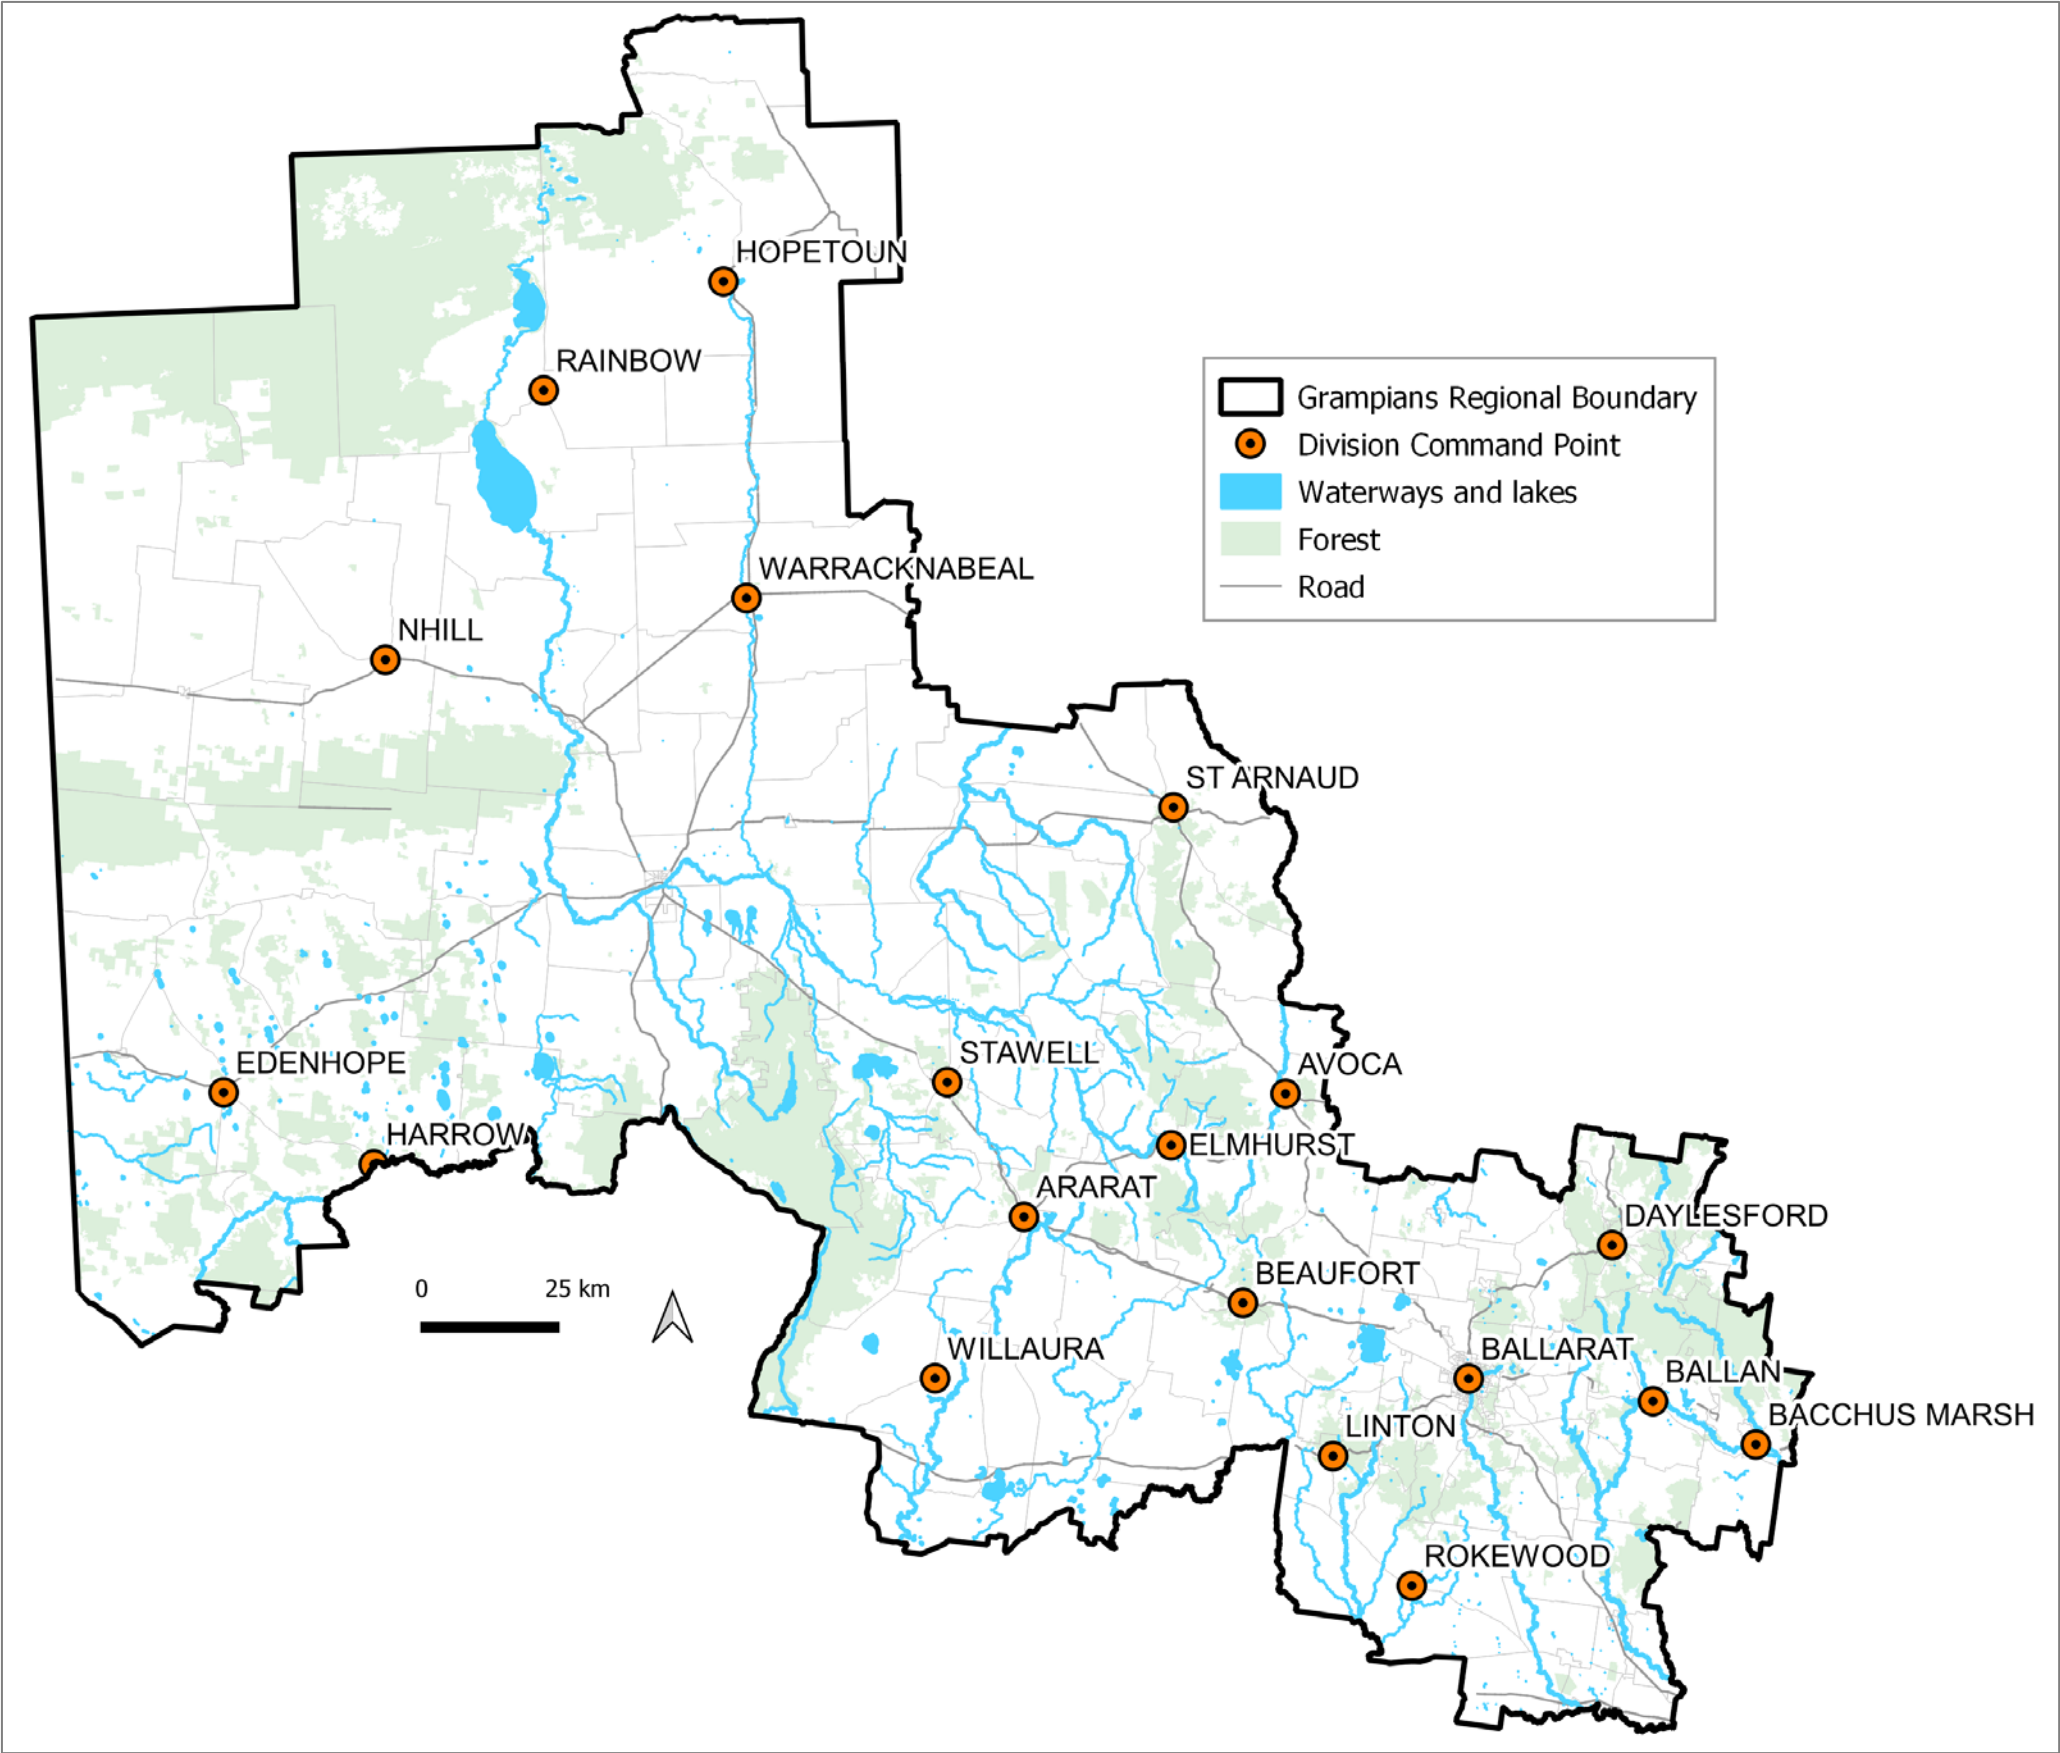 HOPETOUN
RAINBOW
Grampians Regional Boundary
Division Command Point
Waterways and lakes
Forest
Road
WARRACKNABEAL
NHILL
ST ARNAUD
STAWELL
EDENHOPE
AVOCA
HARROW
ELMHURST
ARARAT
DAYLESFORD
BEAUFORT
0 25 km
WILLAURA
BALLARAT
BALLAN
BACCHUS MARSH
LINTON
ROKEWOOD